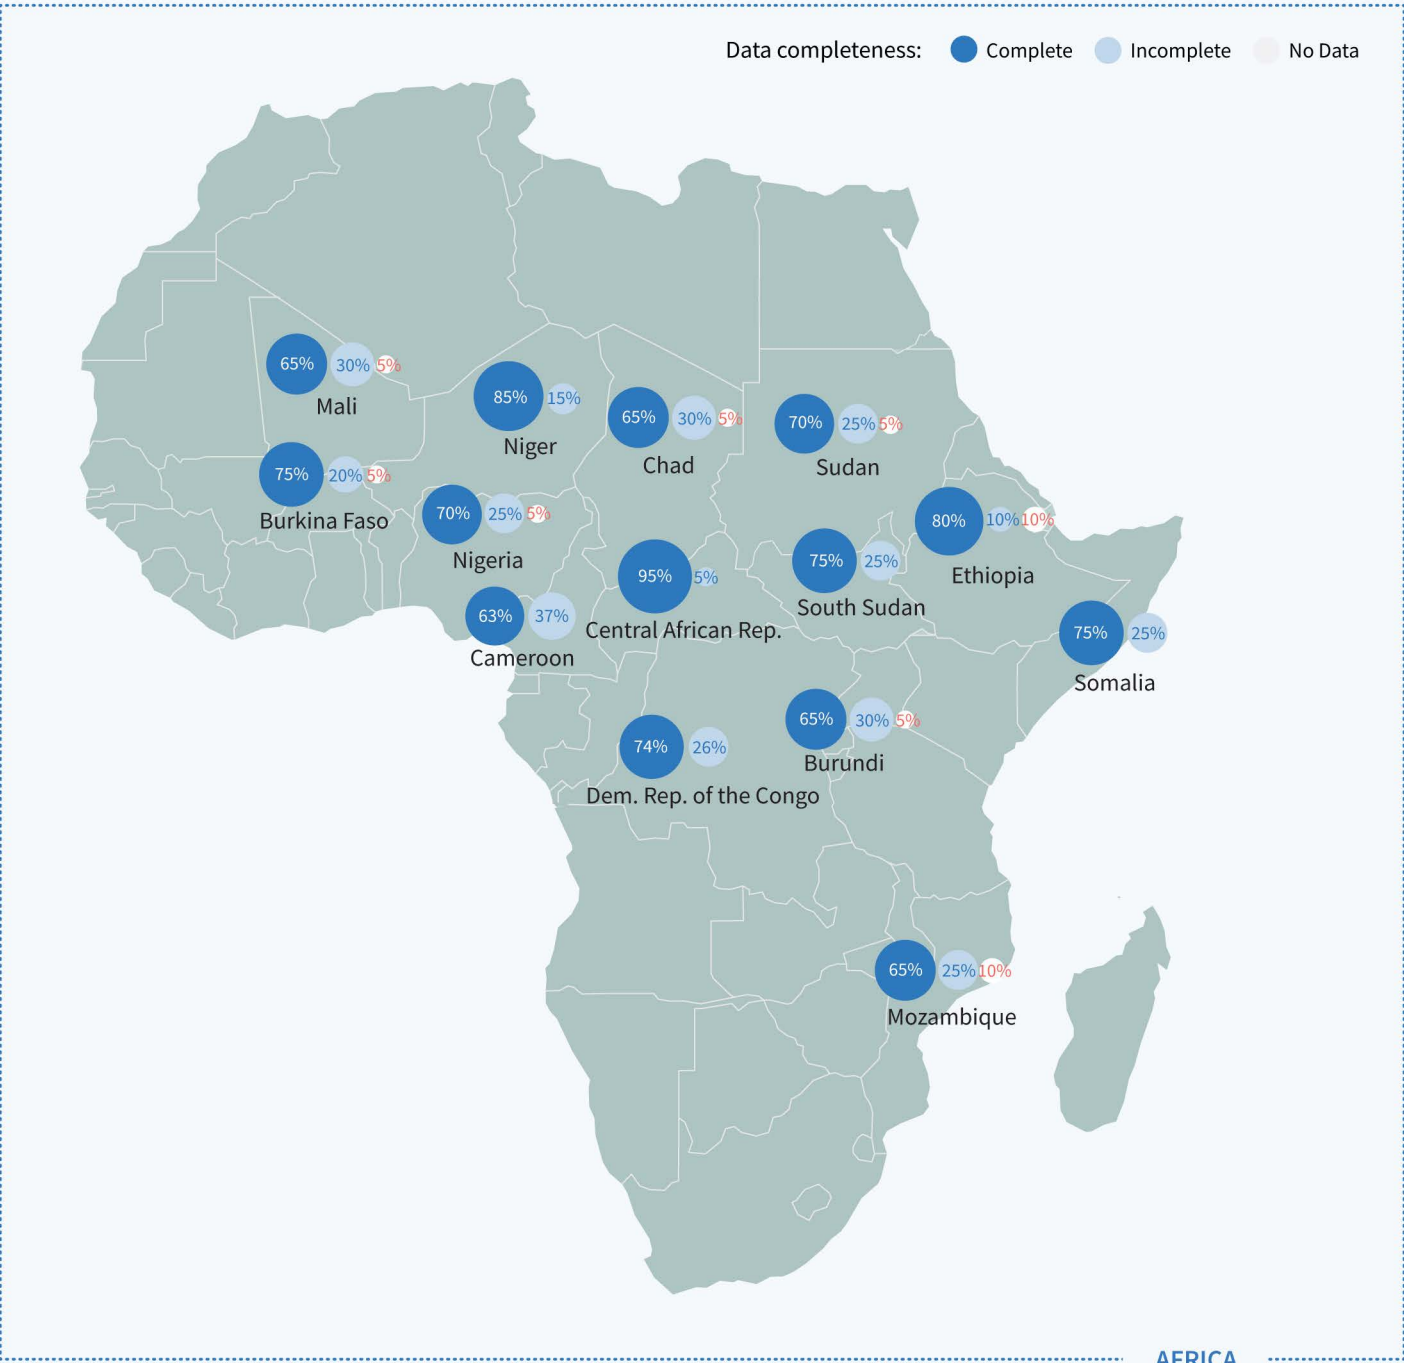 Data completeness: Complete Incomplete No Data
65% 30% 5%
Mali
85% 15%
Niger
65% 30% 5%
Chad
70% 25% 5%
Sudan
75% 20% 5%
Burkina Faso
70% 25% 5%
Nigeria
80% 10% 10%
Ethiopia
95% 5%
Central African Rep.
75% 25%
South Sudan
63% 37%
Cameroon
75% 25%
Somalia
65% 30% 5%
Burundi
74% 26%
Dem. Rep. of the Congo
65% 25% 10%
Mozambique
AFRICA